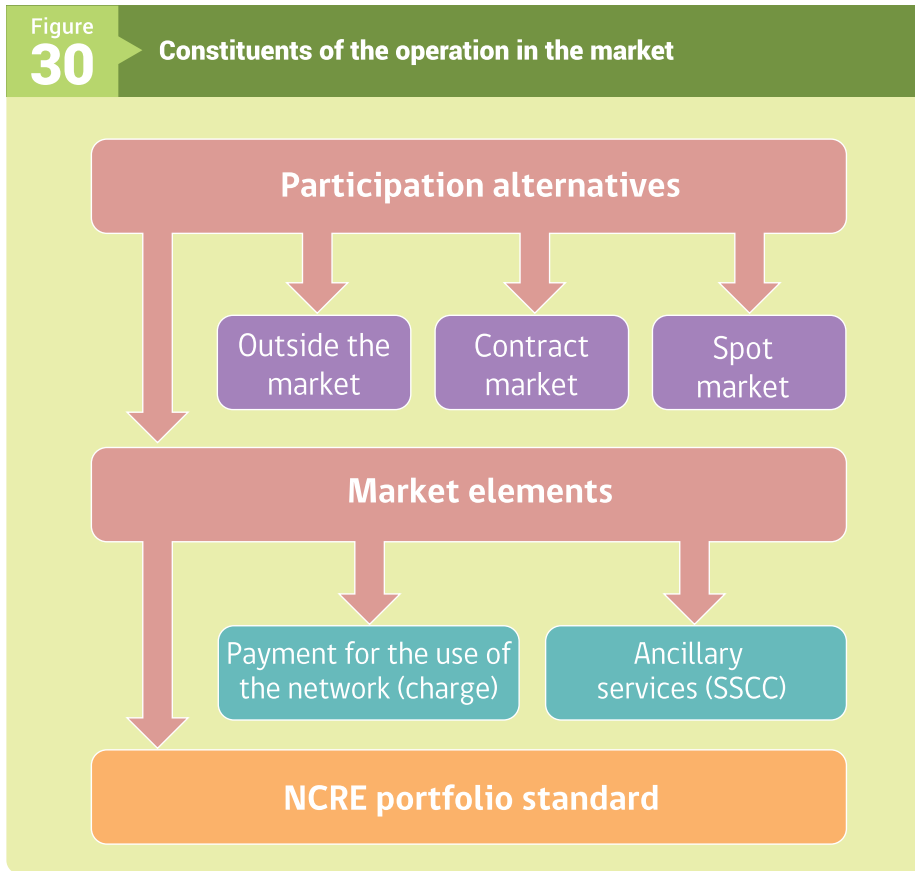 Figure
30
Constituents of the operation in the market
Participation alternatives
Outside the
market
Contract
market
Spot
market
Market elements
Payment for the use of
the network (charge)
Ancillary
services (SSCC)
NCRE portfolio standard